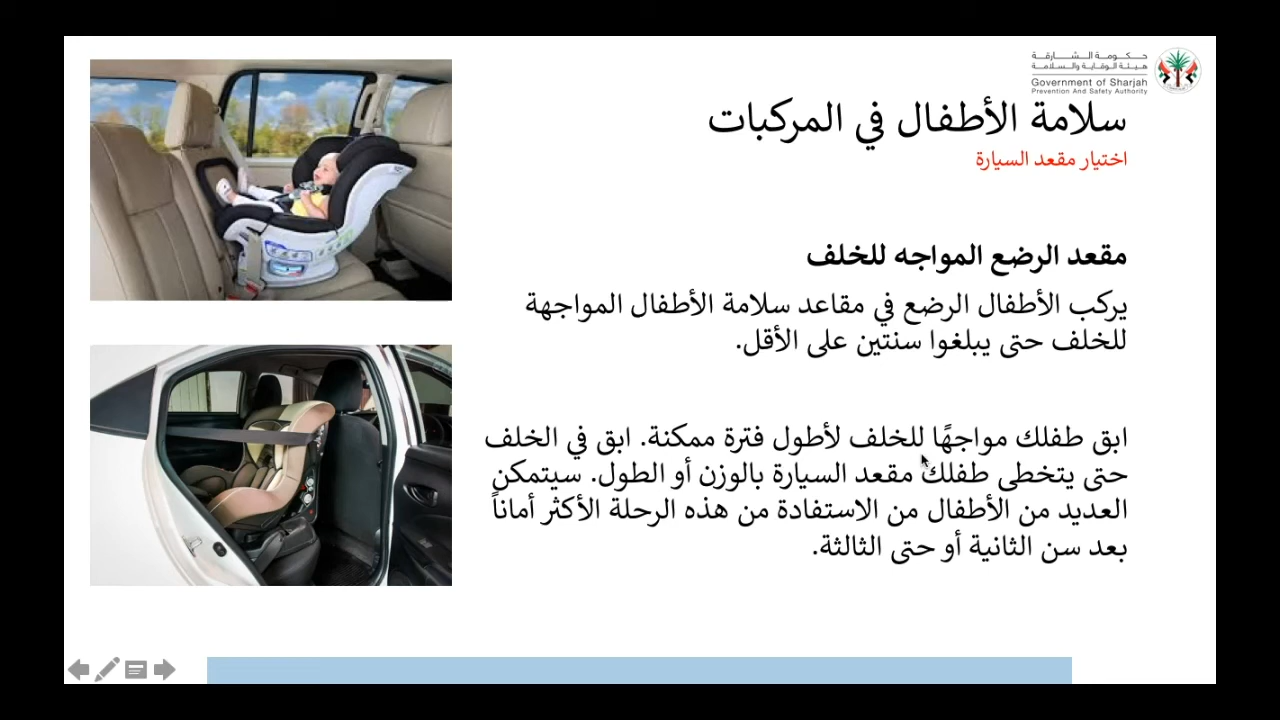 حكومة الشارقة
هيئة الوقاية والسلامة
Government of Sharjah
Prevention And Safety Authority
سلامة الأطفال في المركبات
اختيار مقعد السيارة
مقعد الرضع المواجه للخلف
يركب الأطفال الرضع في مقاعد سلامة الأطفال المواجهة
للخلف حتى يبلغوا سنتين على الأقل.
ابق طفلك مواجهًا للخلف لأطول فترة ممكنة. ابق في الخلف
حتى يتخطى طفلك مقعد السيارة بالوزن أو الطول. سيتمكن
العديد من الأطفال من الاستفادة من هذه الرحلة الأكثر أماناً
بعد سن الثانية أو حتى الثالثة.